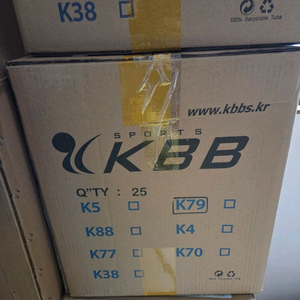 K38
100% Recyclable Tube
www.kbbs.kr
SPORTS
KBB
Q"TY : 25
K5 K79
K88 K4
K77 K70
K38